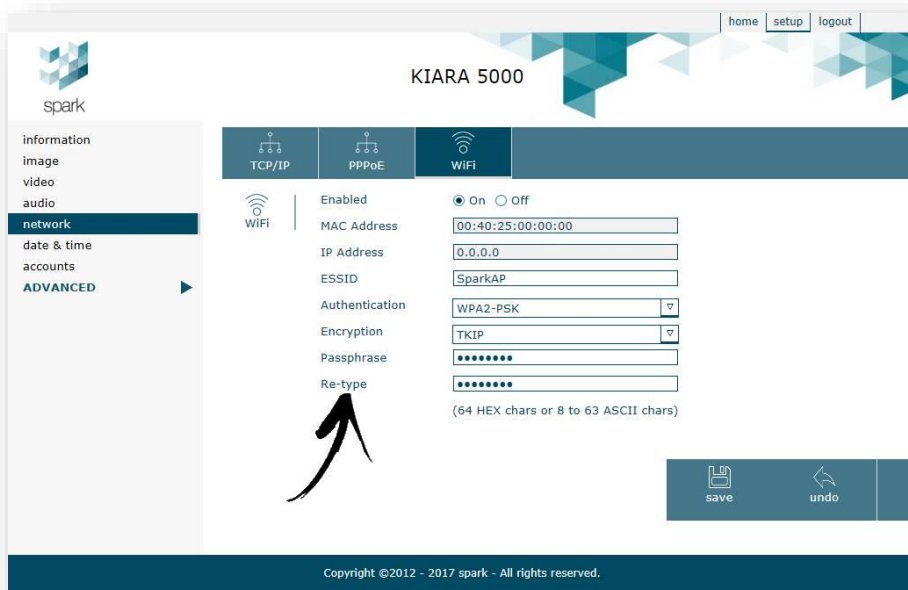 home setup logout
spark
KIARA 5000
information
image
video
audio
network
date & time
accounts
ADVANCED
TCP/IP PPPoE WiFi
WiFi
Enabled On Off
MAC Address 00:40:25:00:00:00
IP Address 0.0.0.0
ESSID SparkAP
Authentication WPA2-PSK
Encryption TKIP
Passphrase ••••••••
Re-type ••••••••
(64 HEX chars or 8 to 63 ASCII chars)
save undo
Copyright ©2012 - 2017 spark - All rights reserved.